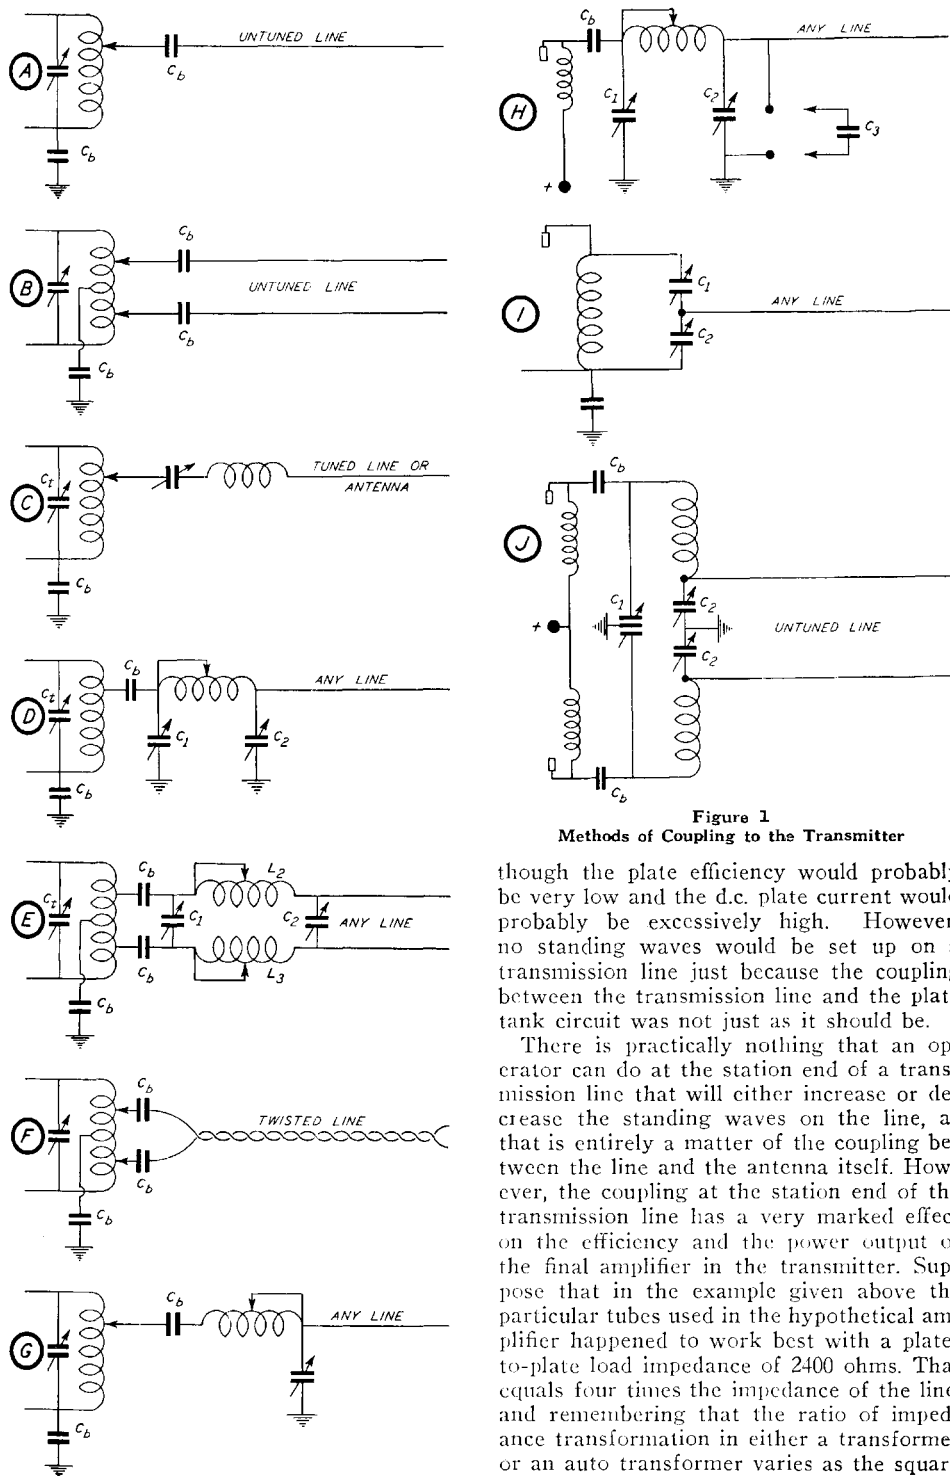 A
UNTUNED LINE
Cb
Cb
B
Cb
UNTUNED LINE
Cb
Cb
C
Ct
TUNED LINE OR
ANTENNA
Cb
D
Ct
Cb
ANY LINE
C1
C2
Cb
E
Ct
Cb
L2
C1
C2
ANY LINE
Cb
L3
Cb
F
Cb
TWISTED LINE
Cb
Cb
G
Cb
ANY LINE
Cb
H
Cb
ANY LINE
C1
C2
C3
+
I
C1
ANY LINE
C2
J
Cb
C1
C2
+
UNTUNED LINE
C2
Cb
Figure 1
Methods of Coupling to the Transmitter
though the plate efficiency would probably
be very low and the d.c. plate current would
probably be excessively high. However
no standing waves would be set up on
transmission line just because the coupling
between the transmission line and the plat
tank circuit was not just as it should be.
There is practically nothing that an op
erator can do at the station end of a trans
mission line that will either increase or de
crease the standing waves on the line, a
that is entirely a matter of the coupling be
tween the line and the antenna itself. How
ever, the coupling at the station end of th
transmission line has a very marked effec
on the efficiency and the power output o
the final amplifier in the transmitter. Sup
pose that in the example given above th
particular tubes used in the hypothetical am
plifier happened to work best with a plate
to-plate load impedance of 2400 ohms. Tha
equals four times the impedance of the line
and remembering that the ratio of imped
ance transformation in either a transforme
or an auto transformer varies as the squar